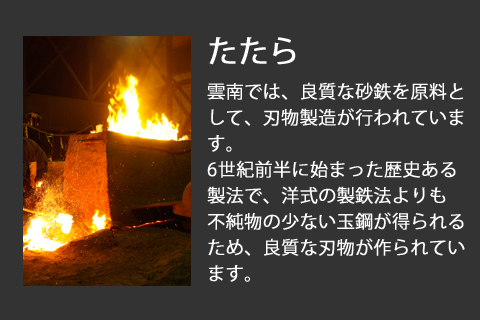 たたら
雲南では、良質な砂鉄を原料と
して、刃物製造が行われていま
す。
6世紀前半に始まった歴史ある
製法で、洋式の製鉄法よりも
不純物の少ない玉鋼が得られる
ため、良質な刃物が作られてい
ます。